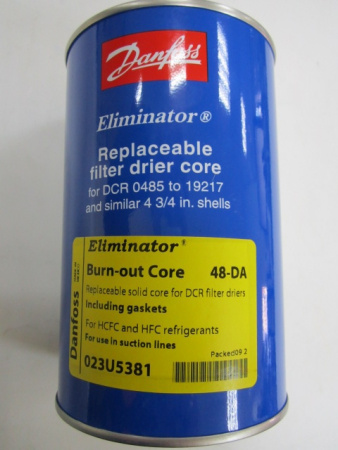 Danfoss
Eliminator®
Replaceable
filter drier core
for DCR 0485 to 19217
and similar 4 3/4 in. shells
Eliminator®
Burn-out Core 48-DA
Replaceable solid core for DCR filter driers
Including gaskets
For HCFC and HFC refrigerants
For use in suction lines
023U5381
Danfoss